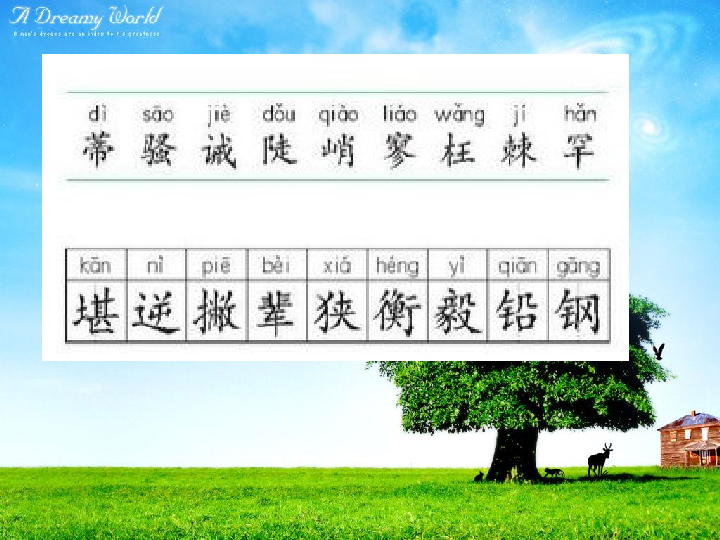 A Dreamy World
dì sāo jiè dǒu qiào liáo wǎng jí hǎn
蒂 骚 诫 陡 峭 寥 枉 棘 罕
kān nì piē bèi xiá héng yì qiān gāng
堪 逆 撇 辈 狭 衡 毅 铅 钢